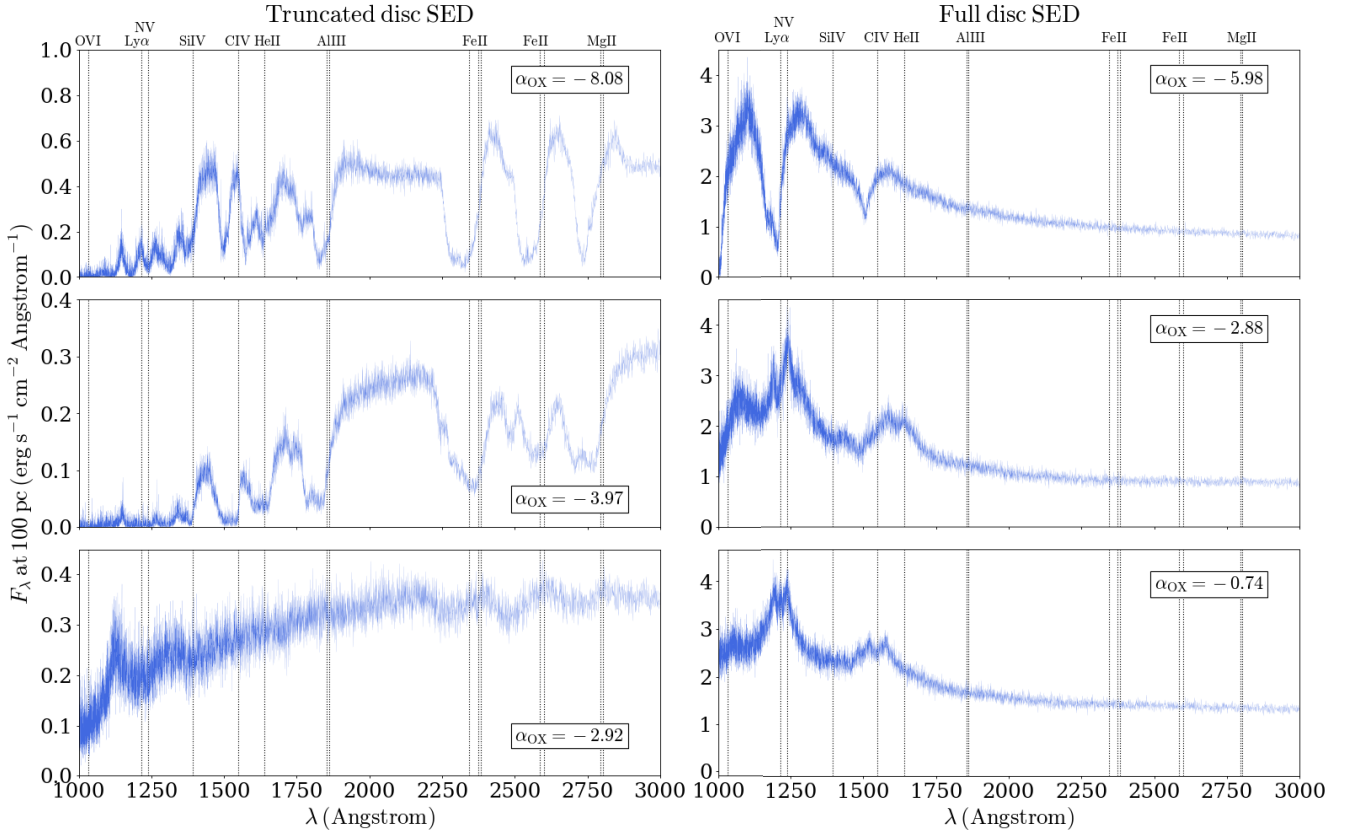 Truncated disc SED
Full disc SED
OVI Lyα NV SiIV CIV HeII AlIII FeII FeII MgII
OVI Lyα NV SiIV CIV HeII AlIII FeII FeII MgII
1.0
0.8
0.6
0.4
0.2
0.0
α_OX = −8.08
4
3
2
1
0
α_OX = −5.98
0.4
0.3
0.2
0.1
0.0
α_OX = −3.97
4
3
2
1
0
α_OX = −2.88
0.4
0.3
0.2
0.1
0.0
α_OX = −2.92
4
3
2
1
0
α_OX = −0.74
1000 1250 1500 1750 2000 2250 2500 2750 3000
1000 1250 1500 1750 2000 2250 2500 2750 3000
λ (Angstrom)
λ (Angstrom)
F_λ at 100 pc (erg s⁻¹ cm⁻² Angstrom⁻¹)